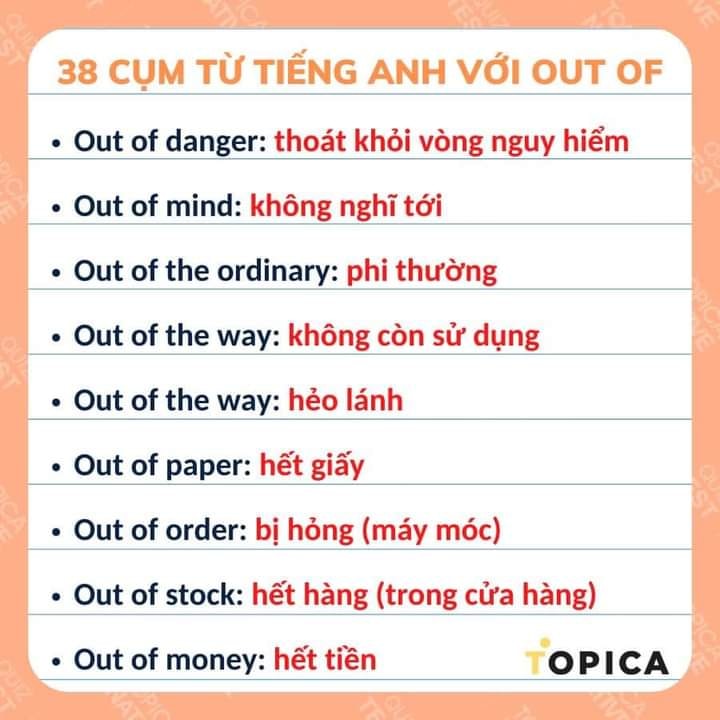 38 CỤM TỪ TIẾNG ANH VỚI OUT OF
• Out of danger: thoát khỏi vòng nguy hiểm
• Out of mind: không nghĩ tới
• Out of the ordinary: phi thường
• Out of the way: không còn sử dụng
• Out of the way: hẻo lánh
• Out of paper: hết giấy
• Out of order: bị hỏng (máy móc)
• Out of stock: hết hàng (trong cửa hàng)
• Out of money: hết tiền
TOPICA